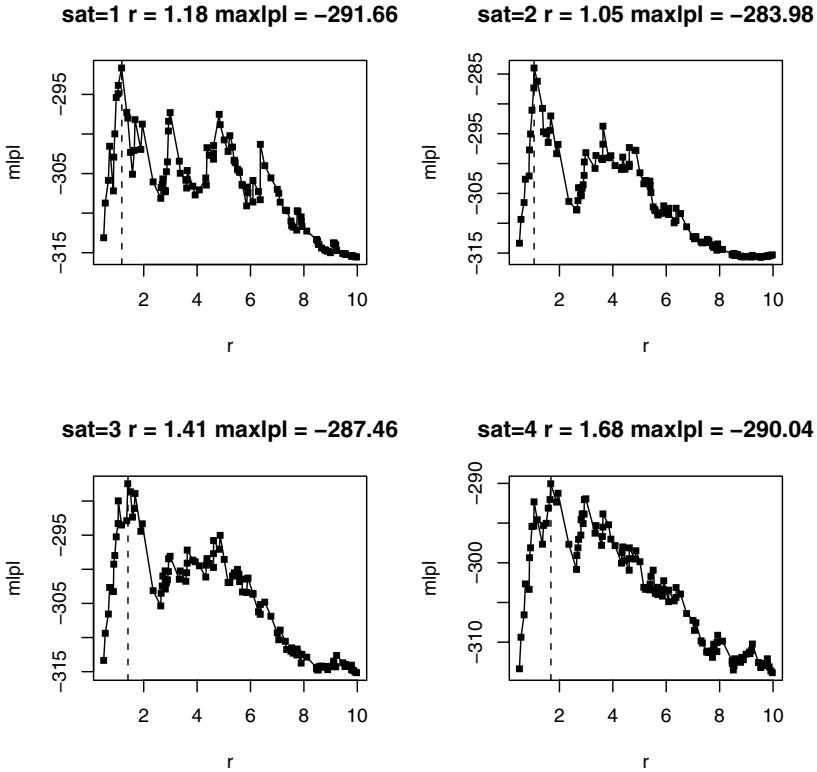 sat=1 r = 1.18 maxlpl = −291.66
mlpl
−295
−305
−315
2 4 6 8 10
r
sat=2 r = 1.05 maxlpl = −283.98
mlpl
−285
−295
−305
−315
2 4 6 8 10
r
sat=3 r = 1.41 maxlpl = −287.46
mlpl
−295
−305
−315
2 4 6 8 10
r
sat=4 r = 1.68 maxlpl = −290.04
mlpl
−290
−300
−310
2 4 6 8 10
r